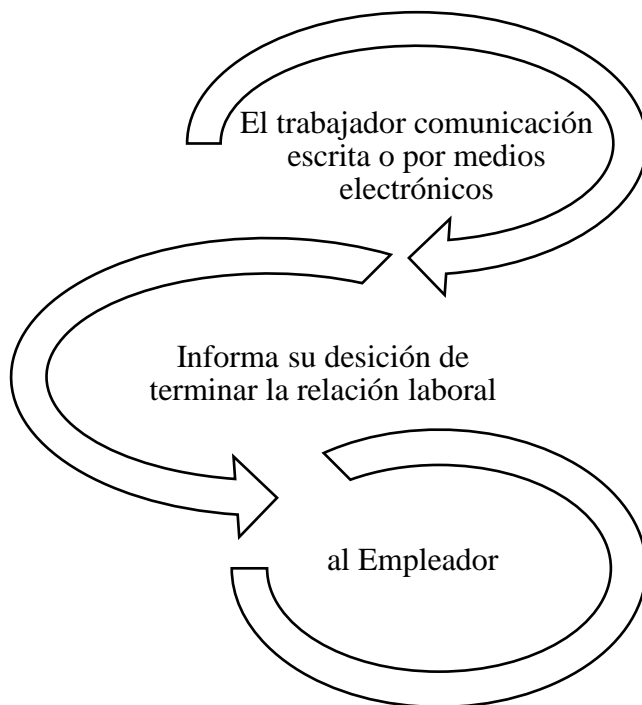 El trabajador comunicación
escrita o por medios
electrónicos
Informa su desición de
terminar la relación laboral
al Empleador